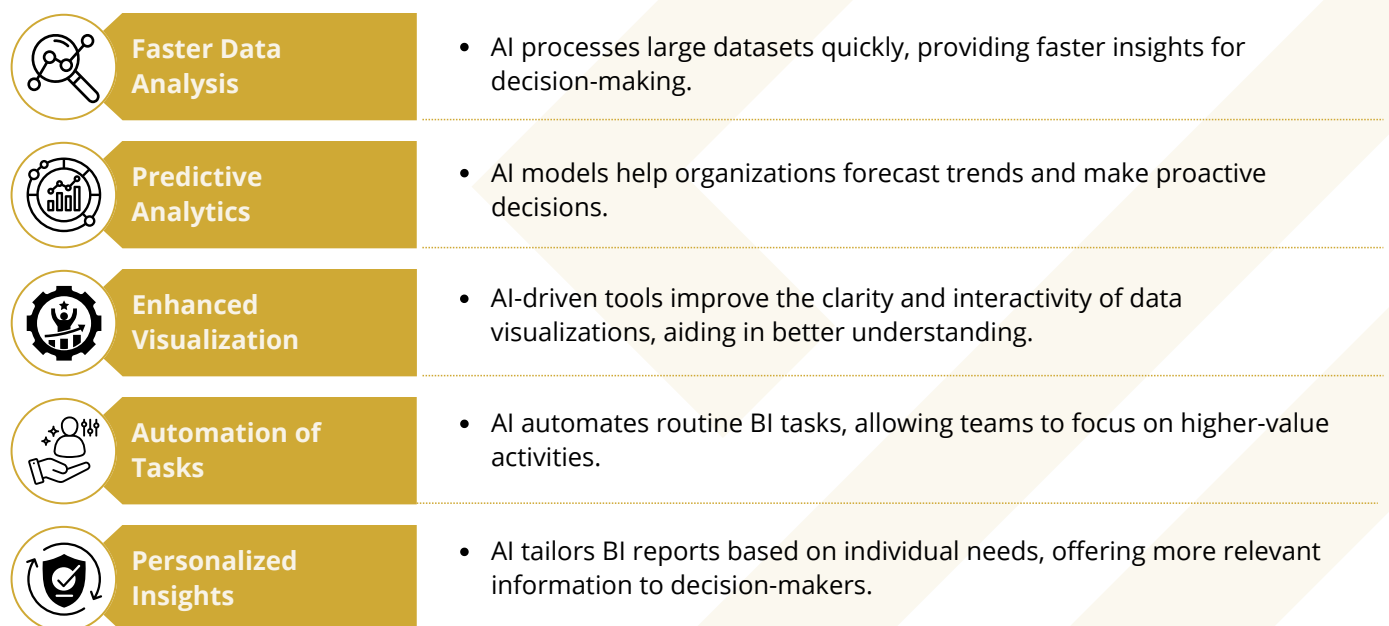 Faster Data
Analysis
• AI processes large datasets quickly, providing faster insights for
decision-making.
Predictive
Analytics
• AI models help organizations forecast trends and make proactive
decisions.
Enhanced
Visualization
• AI-driven tools improve the clarity and interactivity of data
visualizations, aiding in better understanding.
Automation of
Tasks
• AI automates routine BI tasks, allowing teams to focus on higher-value
activities.
Personalized
Insights
• AI tailors BI reports based on individual needs, offering more relevant
information to decision-makers.